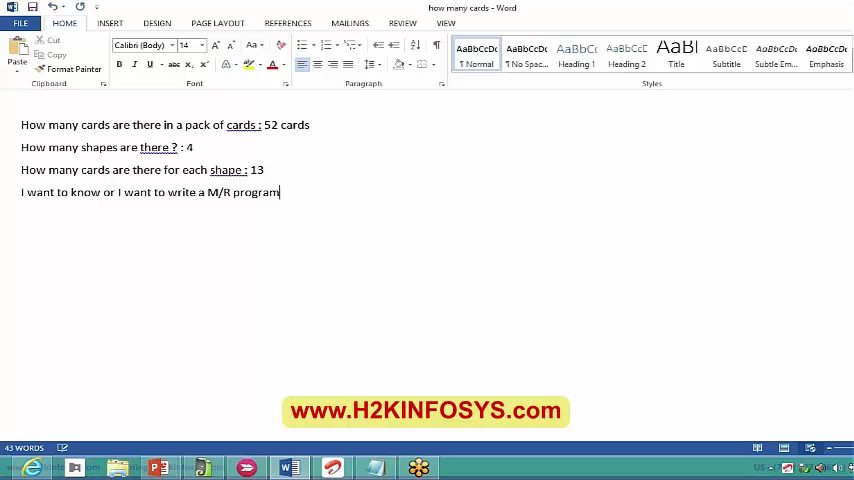 how many cards - Word
FILE HOME INSERT DESIGN PAGE LAYOUT REFERENCES MAILINGS REVIEW VIEW
Cut
Copy
Paste
Format Painter
Calibri (Body) 14
AaBbCcDc AaBbCcDc AaBbCc AaBbCcC AaBl AaBbCcD AaBbCcDc AaBbCcDc
¶ Normal ¶ No Spac... Heading 1 Heading 2 Title Subtitle Subtle Em... Emphasis
Clipboard Font Paragraph Styles
How many cards are there in a pack of cards : 52 cards
How many shapes are there ? : 4
How many cards are there for each shape : 13
I want to know or I want to write a M/R program
www.H2KINFOSYS.com
43 WORDS